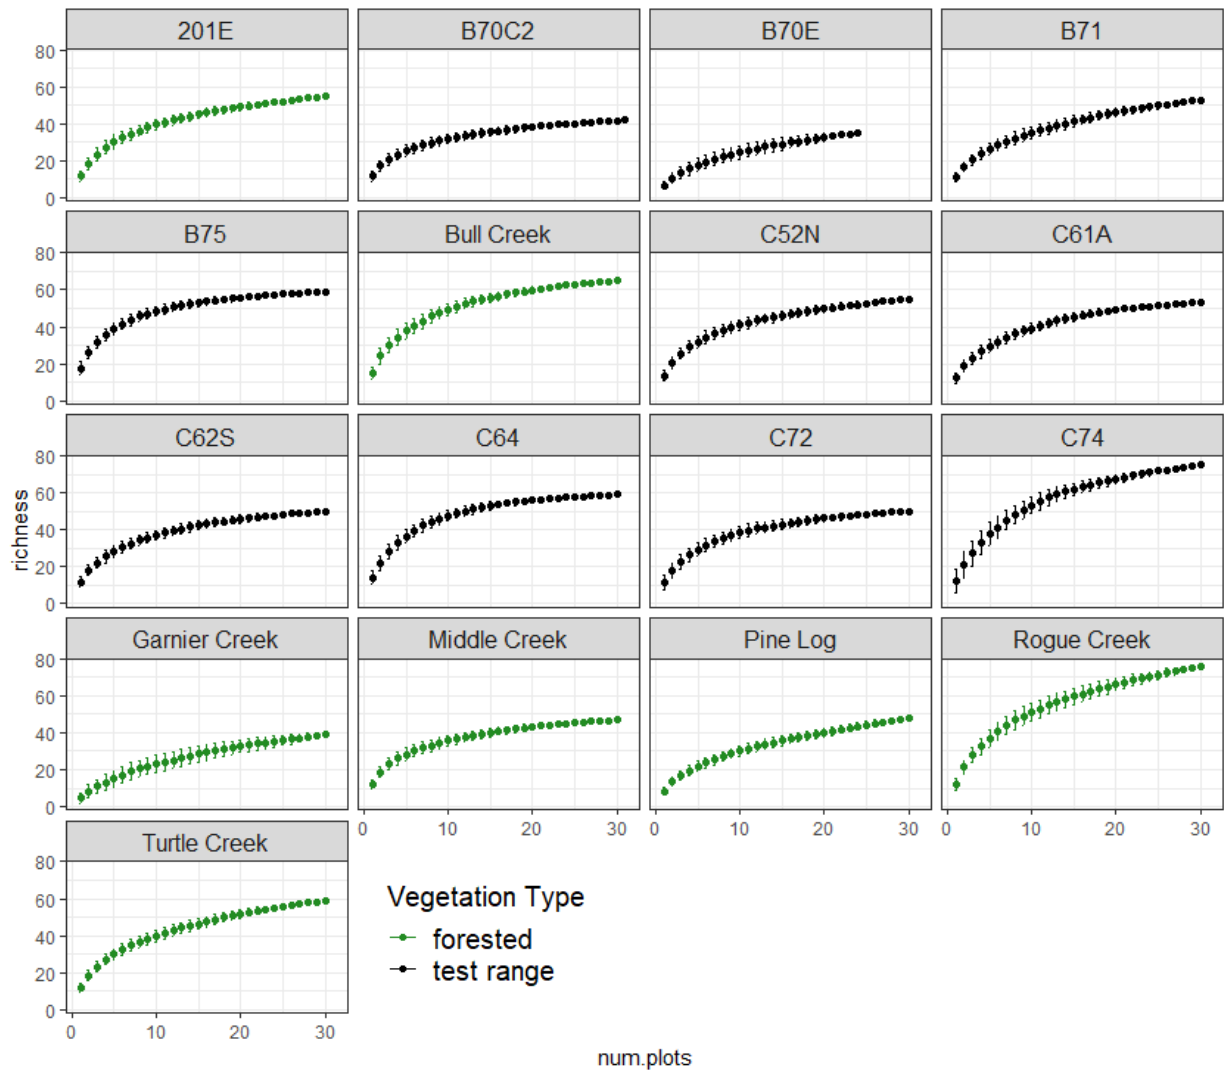 201E B70C2 B70E B71
80
60
40
20
0
B75 Bull Creek C52N C61A
80
60
40
20
0
C62S C64 C72 C74
80
60
40
20
0
richness
Garnier Creek Middle Creek Pine Log Rogue Creek
80
60
40
20
0
0 10 20 30 0 10 20 30 0 10 20 30
Turtle Creek
80
60
40
20
0
0 10 20 30
Vegetation Type
forested
test range
num.plots